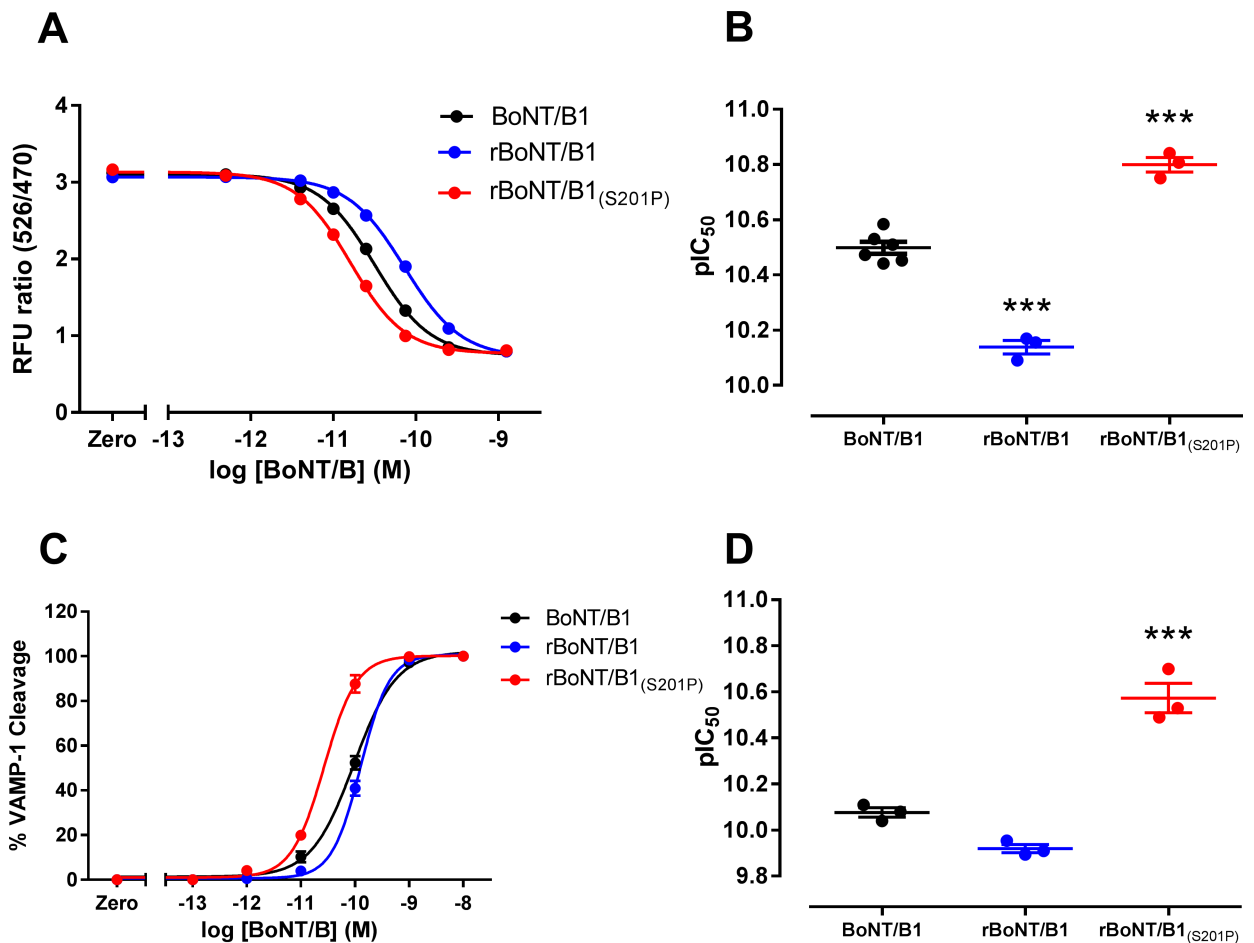 A
BoNT/B1
rBoNT/B1
rBoNT/B1(S201P)
RFU ratio (526/470)
4
3
2
1
0
Zero -13 -12 -11 -10 -9
log [BoNT/B] (M)
B
pIC50
11.0
10.8
10.6
10.4
10.2
10.0
***
***
BoNT/B1 rBoNT/B1 rBoNT/B1(S201P)
C
BoNT/B1
rBoNT/B1
rBoNT/B1(S201P)
% VAMP-1 Cleavage
120
100
80
60
40
20
0
Zero -13 -12 -11 -10 -9 -8
log [BoNT/B] (M)
D
pIC50
11.0
10.8
10.6
10.4
10.2
10.0
9.8
***
BoNT/B1 rBoNT/B1 rBoNT/B1(S201P)